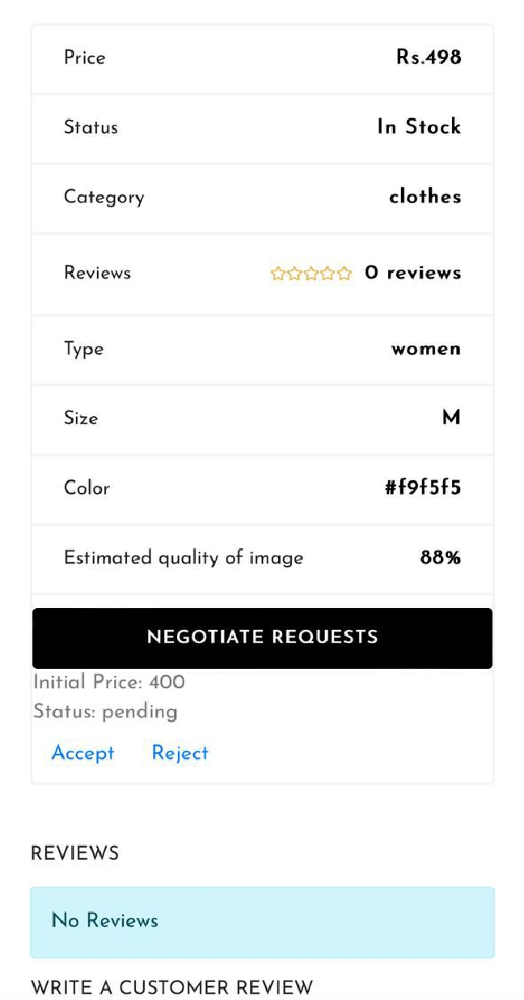 Price Rs.498
Status In Stock
Category clothes
Reviews 0 reviews
Type women
Size M
Color #f9f5f5
Estimated quality of image 88%
NEGOTIATE REQUESTS
Initial Price: 400
Status: pending
Accept Reject
REVIEWS
No Reviews
WRITE A CUSTOMER REVIEW